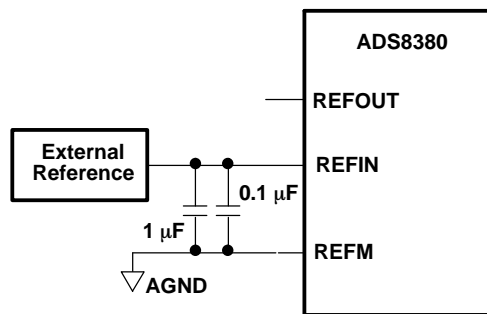 ADS8380
REFOUT
External
Reference
REFIN
0.1 μF
1 μF
REFM
AGND